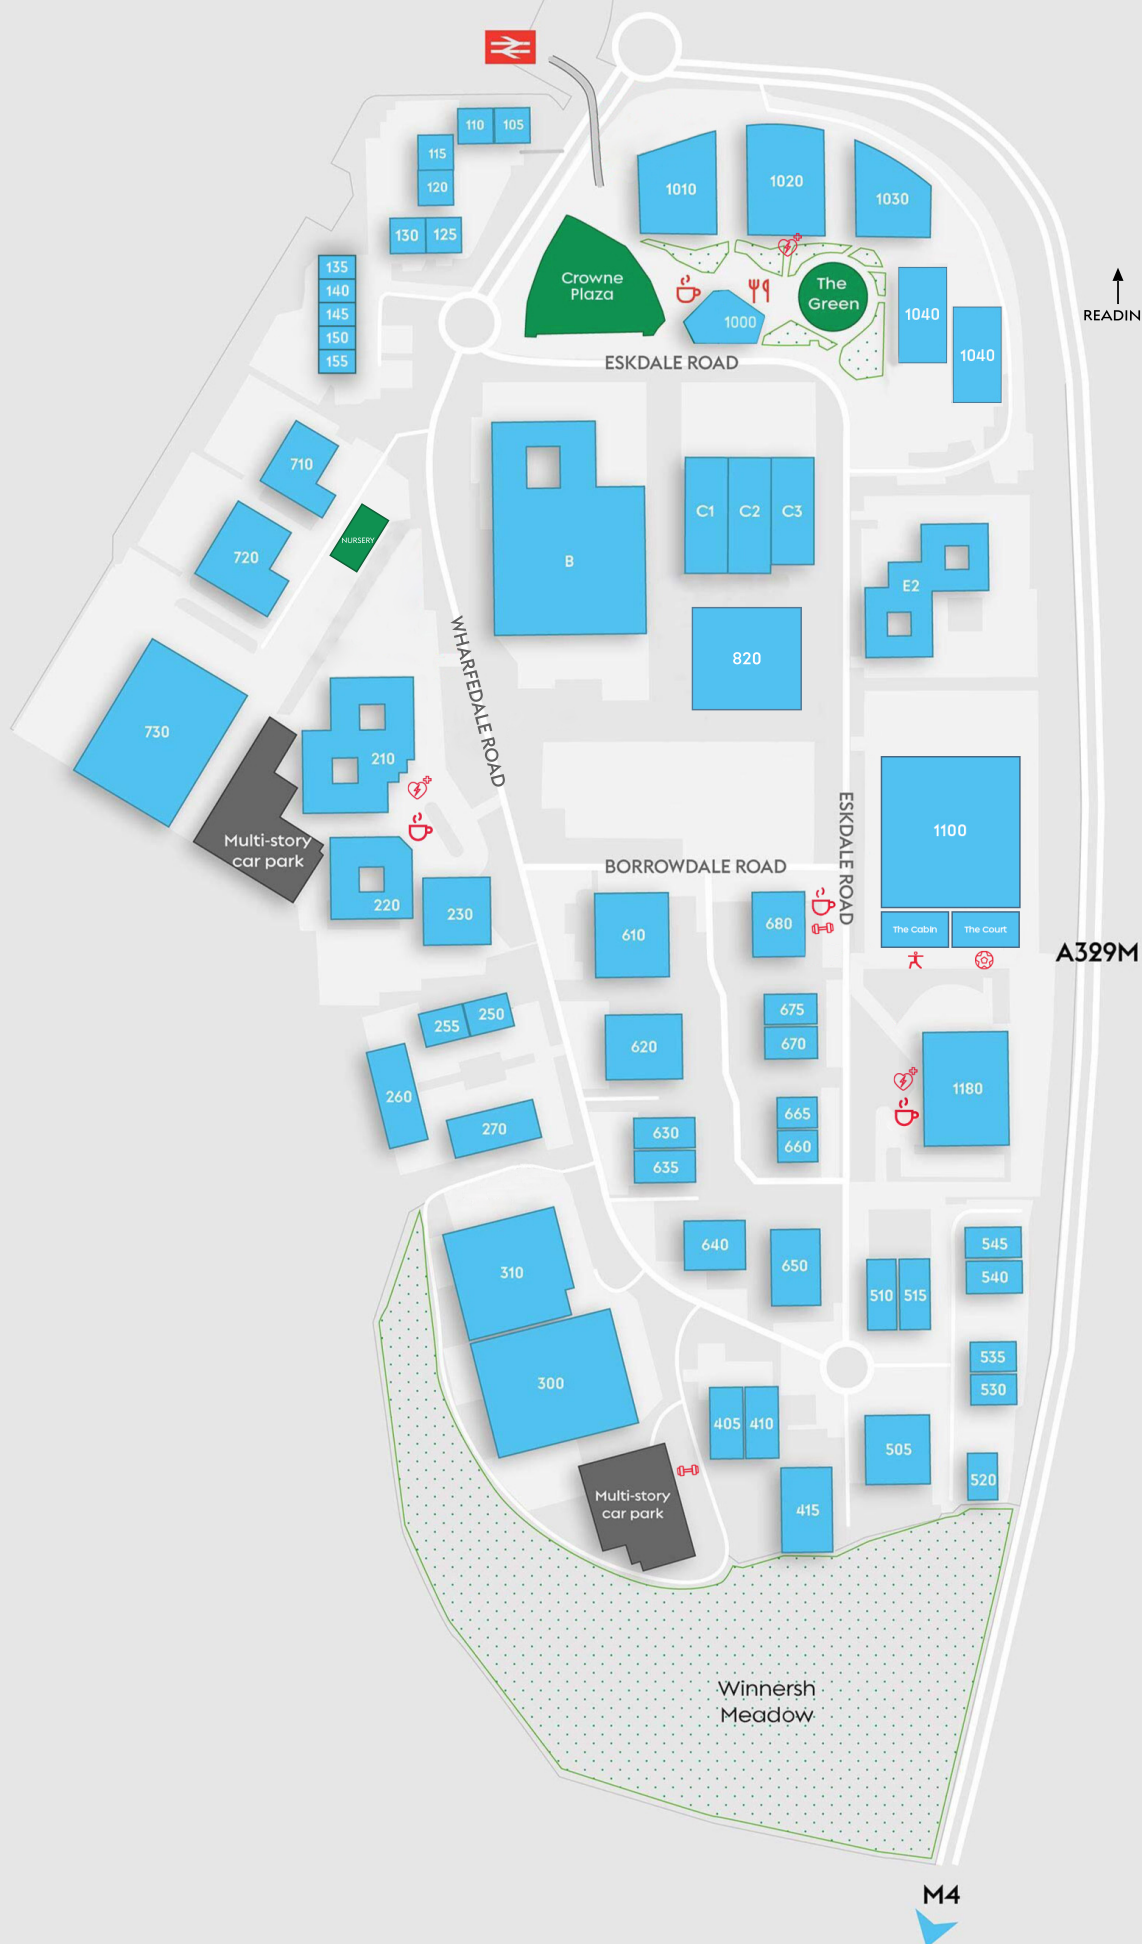 110
105
115
120
130
125
135
140
145
150
155
1010
1020
1030
Crowne
Plaza
The
Green
1000
1040
1040
READIN
ESKDALE ROAD
710
720
NURSERY
B
C1
C2
C3
E2
820
WHARFEDALE ROAD
730
210
Multi-story
car park
220
230
BORROWDALE ROAD
ESKDALE ROAD
1100
The Cabin
The Court
A329M
610
680
255
250
620
675
670
260
270
630
635
665
660
1180
310
640
650
510
515
545
540
300
535
530
405
410
505
520
Multi-story
car park
415
Winnersh
Meadow
M4